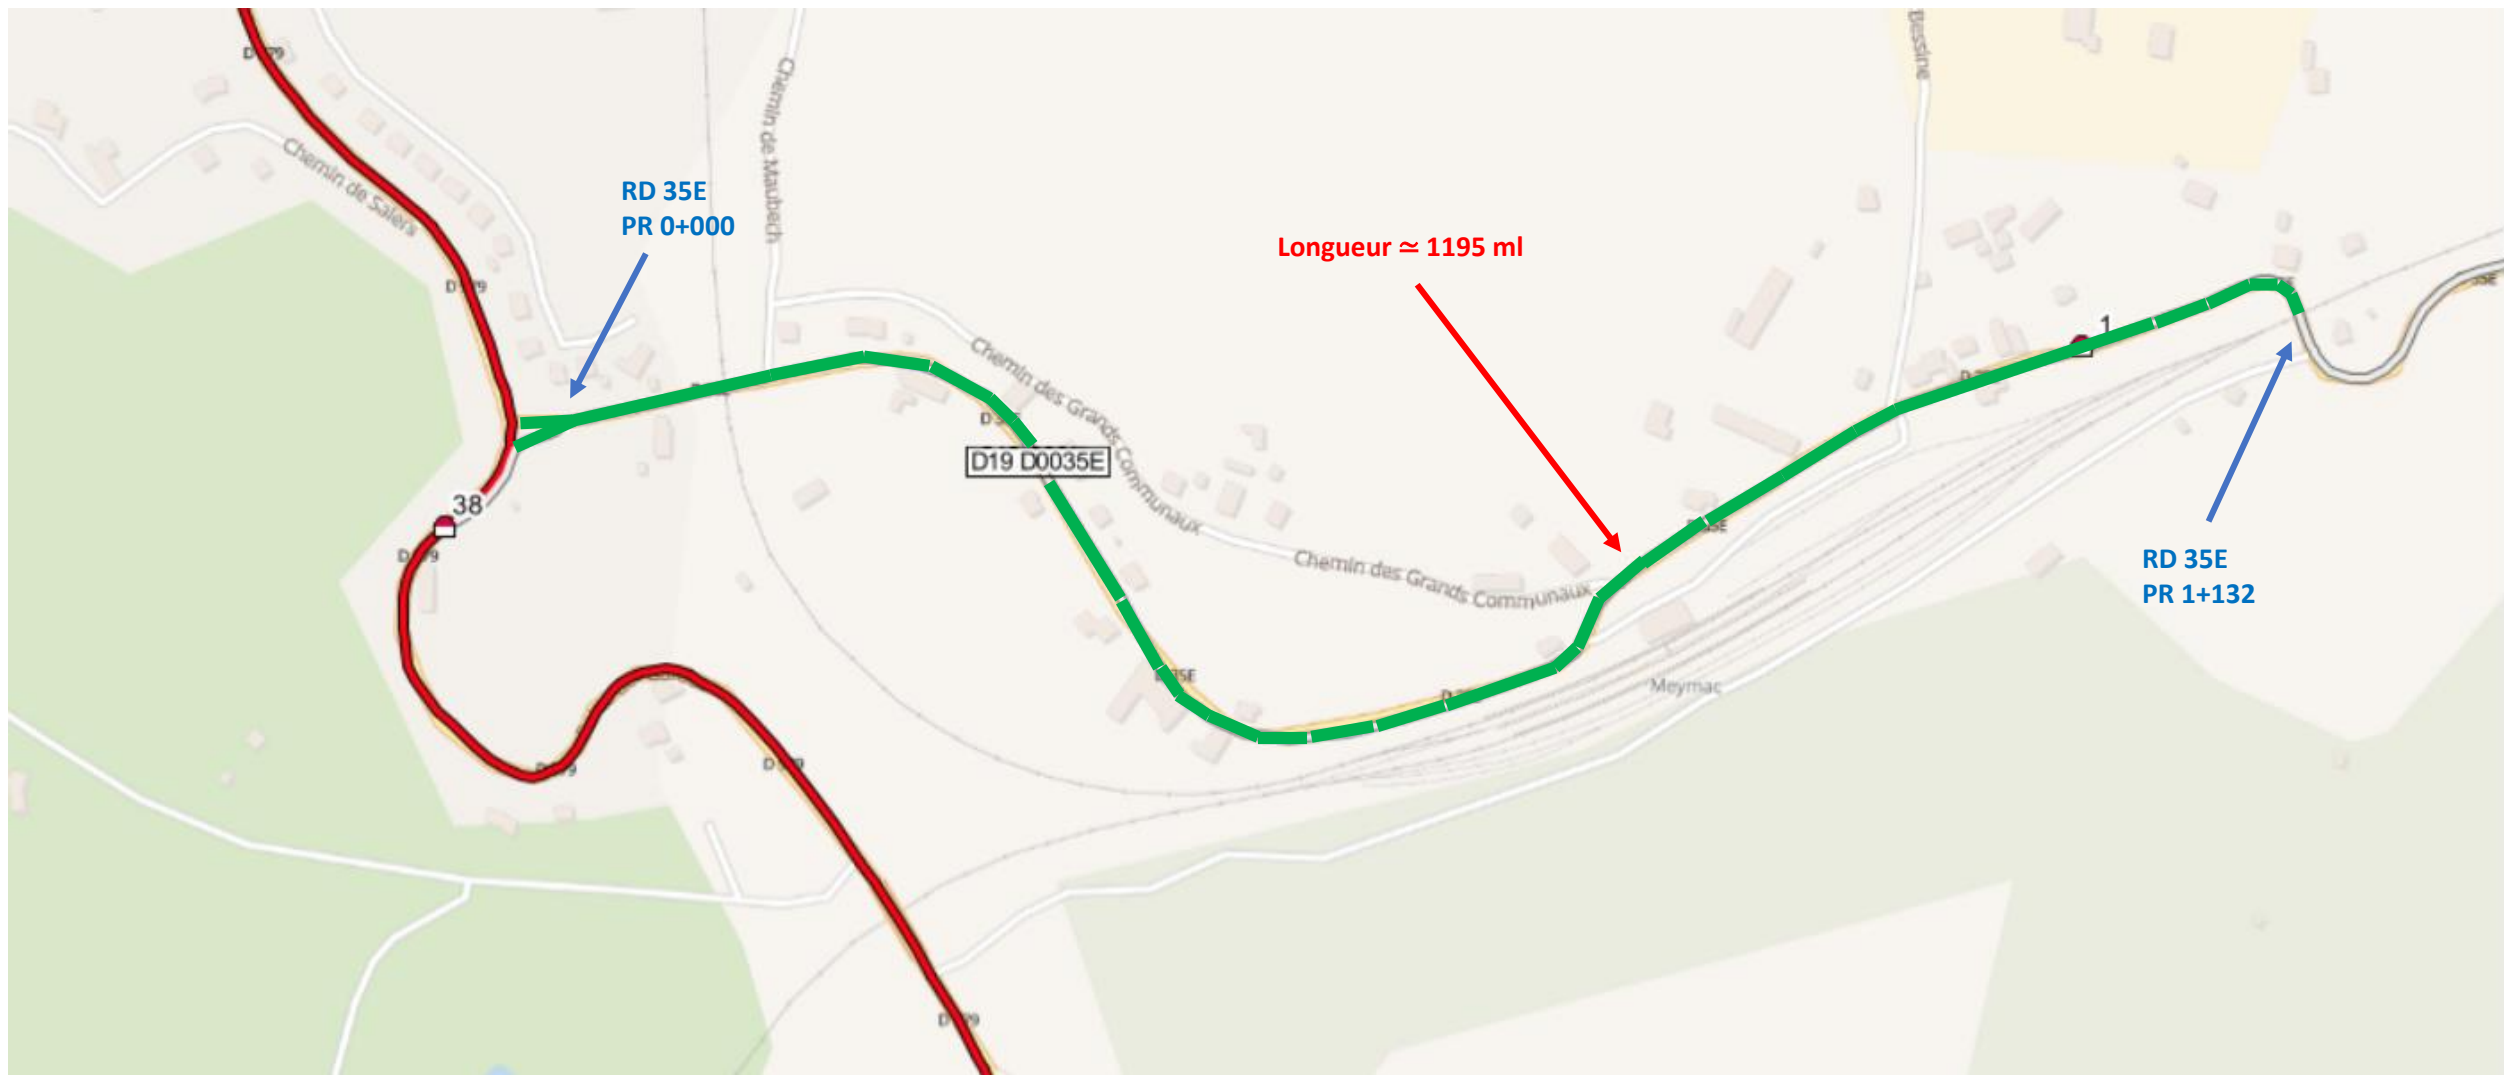 Bessine
Chemin de Maubech
Chemin de Salers
RD 35E
PR 0+000
Longueur ≃ 1195 ml
1
Chemin des Grands Communaux
D19 D0035E
38
Chemin des Grands Communaux
RD 35E
PR 1+132
Meymac